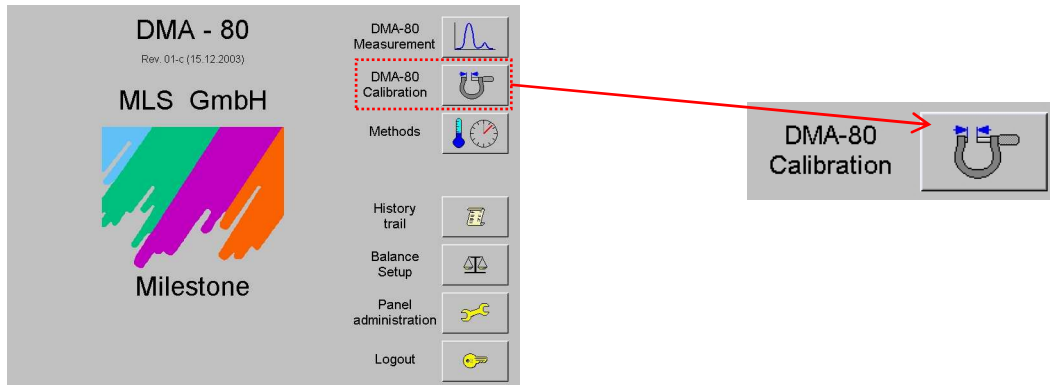 DMA - 80
Rev. 01-c (15.12.2003)
MLS GmbH
Milestone
DMA-80
Measurement
DMA-80
Calibration
Methods
History
trail
Balance
Setup
Panel
administration
Logout
DMA-80
Calibration